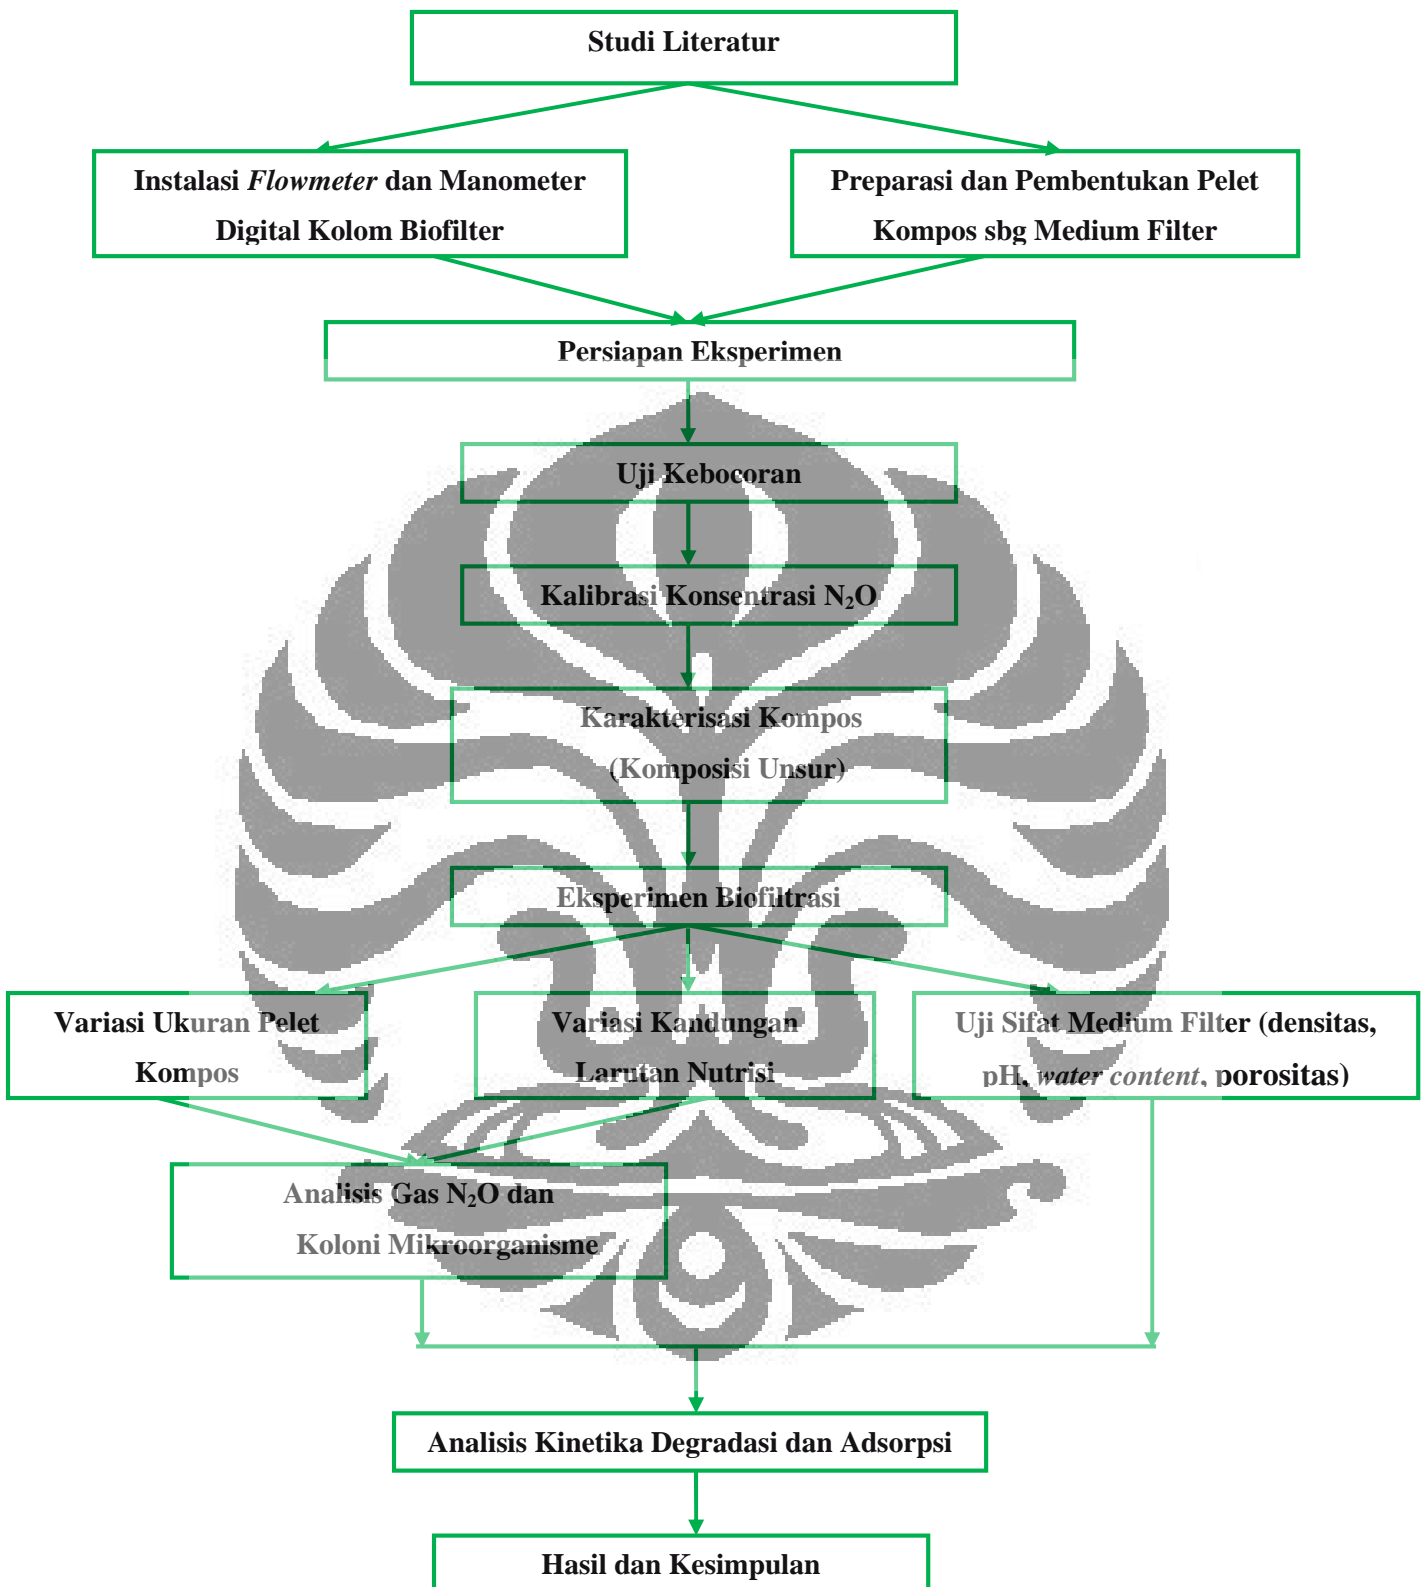 Studi Literatur
Instalasi Flowmeter dan Manometer
Digital Kolom Biofilter
Preparasi dan Pembentukan Pelet
Kompos sbg Medium Filter
Persiapan Eksperimen
Uji Kebocoran
Kalibrasi Konsentrasi N₂O
Karakterisasi Kompos
(Komposisi Unsur)
Eksperimen Biofiltrasi
Variasi Ukuran Pelet
Kompos
Variasi Kandungan
Larutan Nutrisi
Uji Sifat Medium Filter (densitas,
pH, water content, porositas)
Analisis Gas N₂O dan
Koloni Mikroorganisme
Analisis Kinetika Degradasi dan Adsorpsi
Hasil dan Kesimpulan